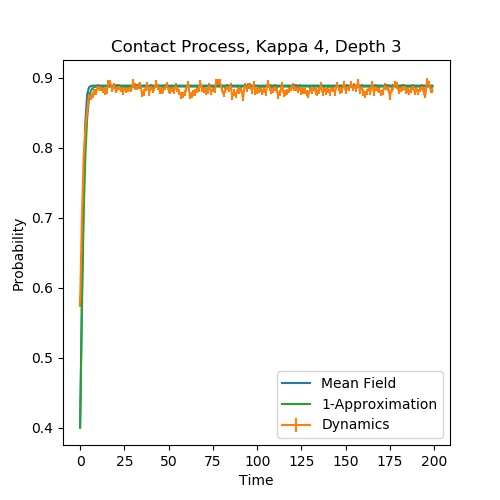 Contact Process, Kappa 4, Depth 3
Probability
0.9
0.8
0.7
0.6
0.5
0.4
Mean Field
1-Approximation
Dynamics
0 25 50 75 100 125 150 175 200
Time